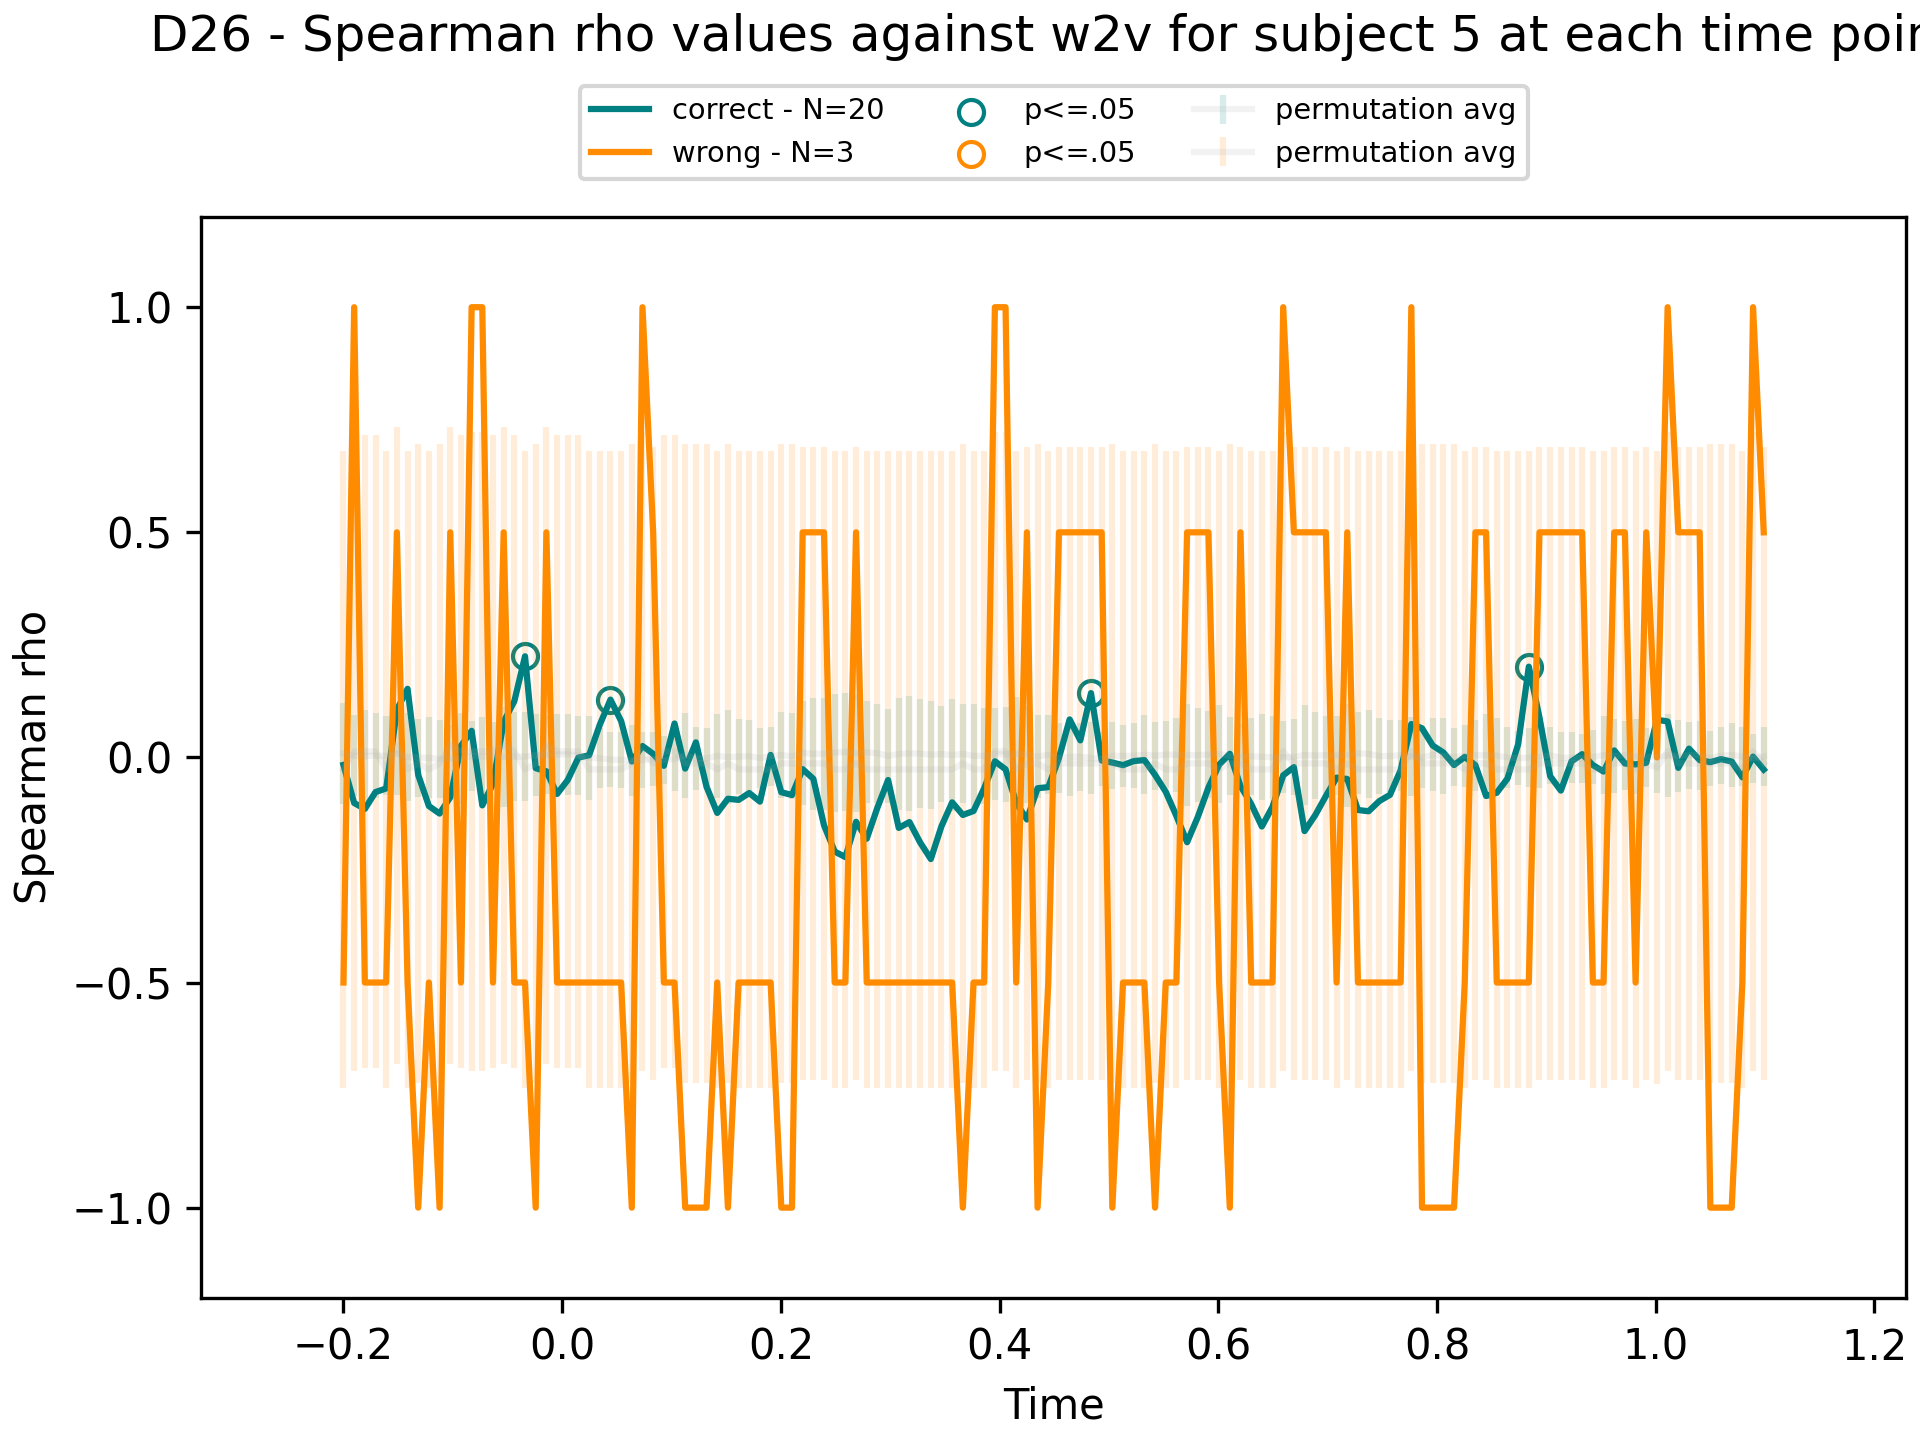 D26 - Spearman rho values against w2v for subject 5 at each time poin
correct - N=20 p<=.05 permutation avg
wrong - N=3 p<=.05 permutation avg
1.0
0.5
0.0
−0.5
−1.0
Spearman rho
−0.2 0.0 0.2 0.4 0.6 0.8 1.0 1.2
Time